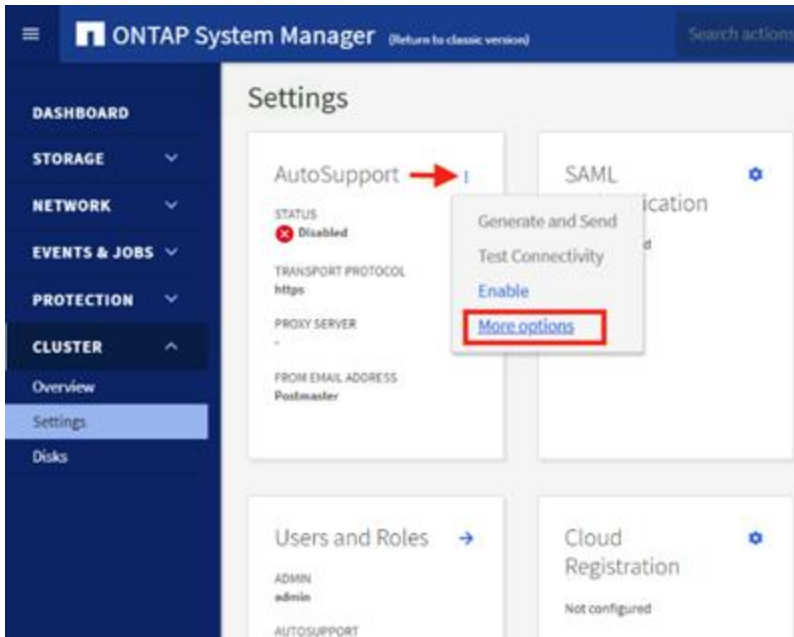 ONTAP System Manager (Return to classic version)
Search actions
DASHBOARD
STORAGE
NETWORK
EVENTS & JOBS
PROTECTION
CLUSTER
Overview
Settings
Disks
Settings
AutoSupport
STATUS
Disabled
TRANSPORT PROTOCOL
https
PROXY SERVER
-
FROM EMAIL ADDRESS
Postmaster
Generate and Send
Test Connectivity
Enable
More options
SAML
ication
d
Users and Roles
ADMIN
admin
AUTOSUPPORT
Cloud
Registration
Not configured